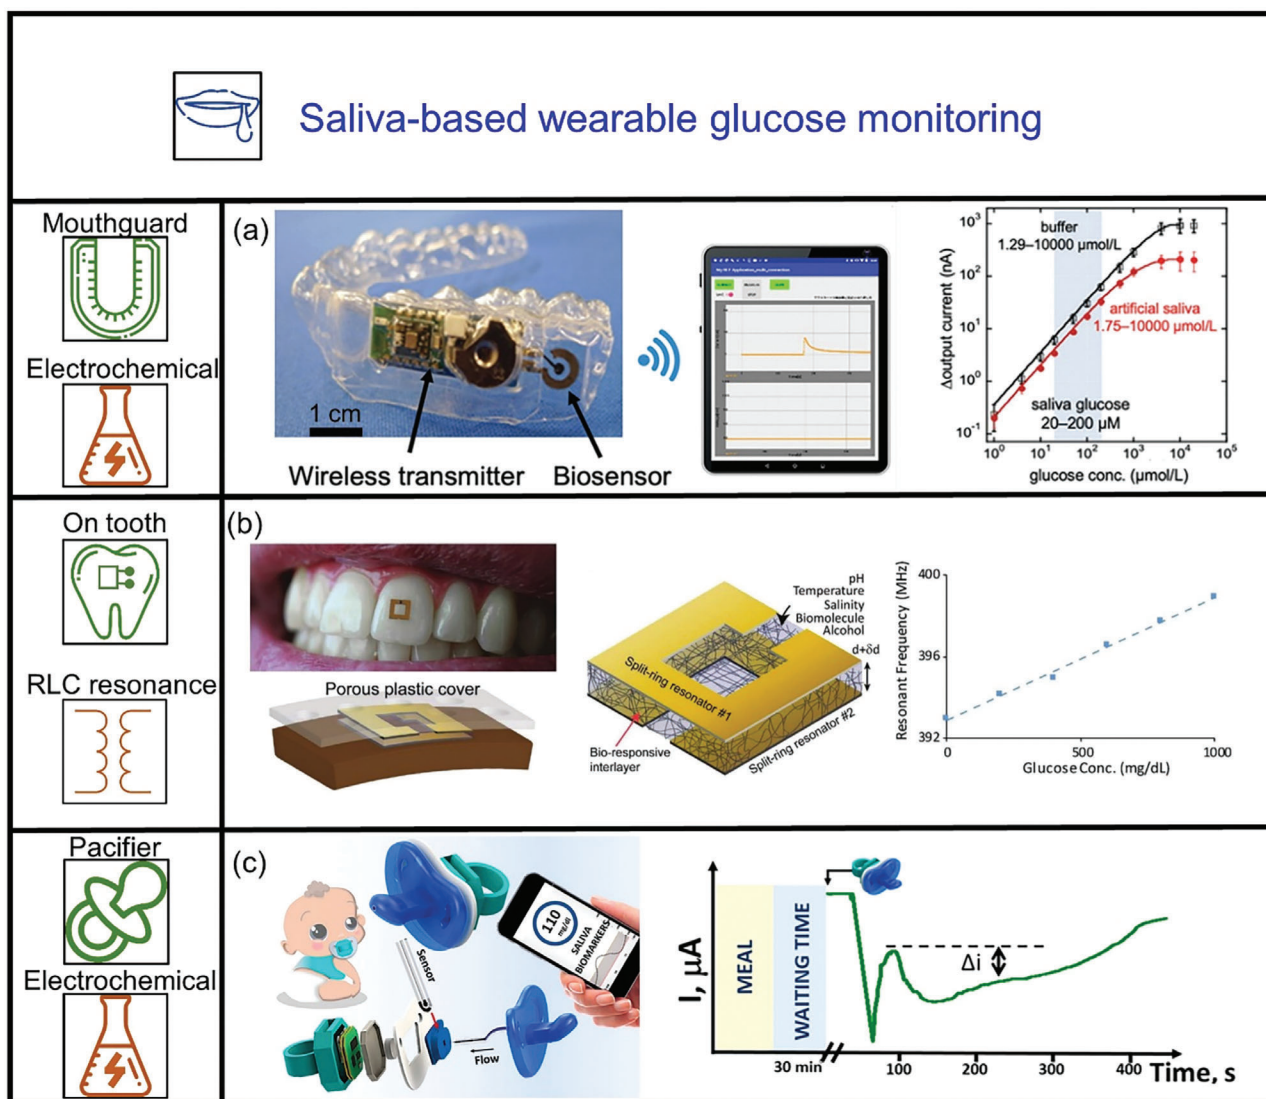 Saliva-based wearable glucose monitoring
Mouthguard
Electrochemical
(a)
1 cm
Wireless transmitter
Biosensor
10³
10²
10¹
10⁰
10⁻¹
Δoutput current (nA)
buffer
1.29–10000 µmol/L
artificial saliva
1.75–10000 µmol/L
saliva glucose
20–200 µM
10⁰ 10¹ 10² 10³ 10⁴ 10⁵
glucose conc. (µmol/L)
On tooth
RLC resonance
(b)
Porous plastic cover
pH
Temperature
Salinity
Biomolecule
Alcohol
d+δd
Split-ring resonator #1
Split-ring resonator #2
Bio-responsive
interlayer
Resonant Frequency (MHz)
400
396
392
0 500 1000
Glucose Conc. (mg/dL)
Pacifier
Electrochemical
(c)
110
mg/dl
SALIVA
BIOMARKERS
Sensor
Flow
I, µA
MEAL
WAITING TIME
Δi
30 min
100 200 300 400
Time, s